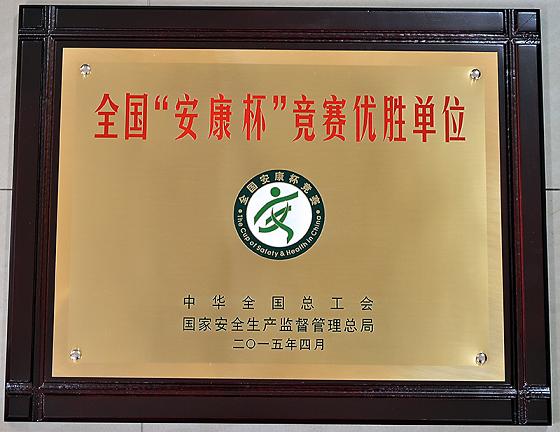 全国“安康杯”竞赛优胜单位
全国安康杯竞赛
the Cup of Safety & Health in China
中华全国总工会
国家安全生产监督管理总局
二〇一五年四月